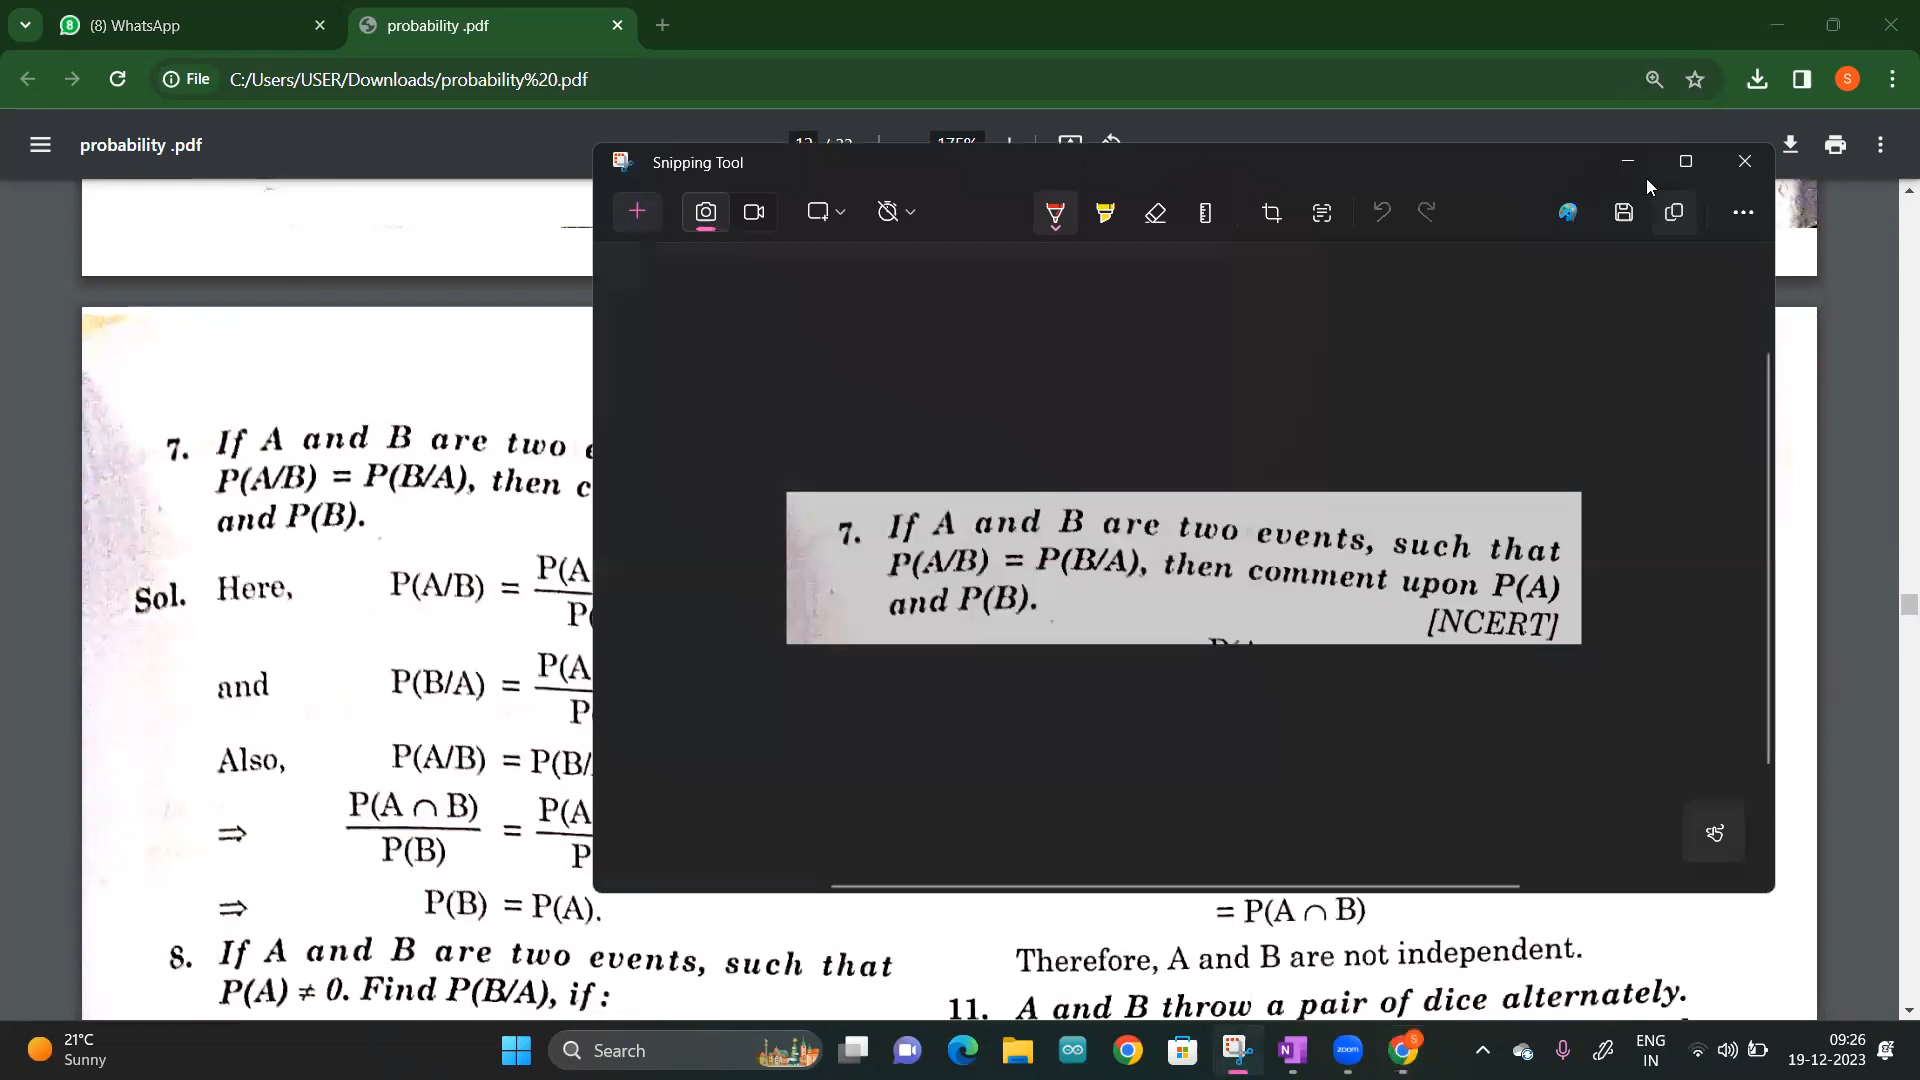 (8) WhatsApp
probability .pdf
File
C:/Users/USER/Downloads/probability%20.pdf
S
probability .pdf
Snipping Tool
7. If A and B are two
P(A/B) = P(B/A), then c
and P(B).
Sol. Here, P(A/B) = P(A
and P(B/A) = P(A
P
Also, P(A/B) = P(B/
⇒ P(A ∩ B) = P(A
P(B) P
⇒ P(B) = P(A).
8. If A and B are two events, such that
P(A) ≠ 0. Find P(B/A), if :
7. If A and B are two events, such that
P(A/B) = P(B/A), then comment upon P(A)
and P(B).
[NCERT]
= P(A ∩ B)
Therefore, A and B are not independent.
11. A and B throw a pair of dice alternately.
21°C
Sunny
Search
zoom
ENG
IN
09:26
19-12-2023